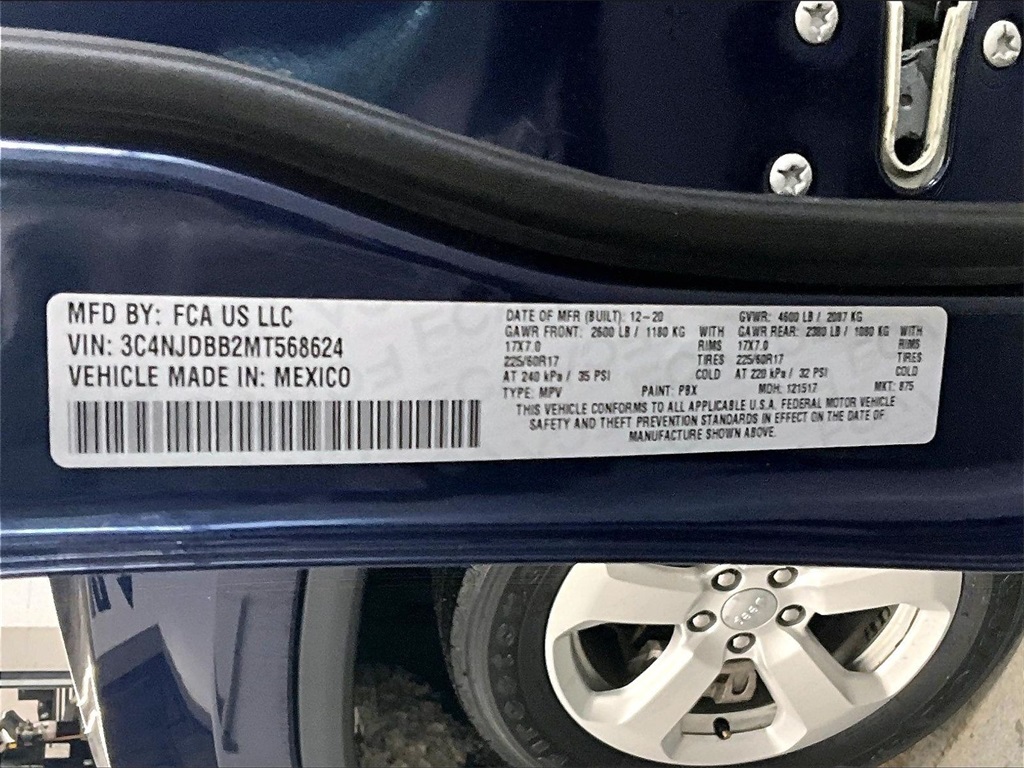 MFD BY: FCA US LLC
VIN: 3C4NJDBB2MT568624
VEHICLE MADE IN: MEXICO
DATE OF MFR (BUILT): 12-20 GVWR: 4600 LB / 2087 KG
GAWR FRONT: 2600 LB / 1180 KG WITH GAWR REAR: 2380 LB / 1080 KG WITH
17X7.0 RIMS 17X7.0 RIMS
225/60R17 TIRES 225/60R17 TIRES
AT 240 kPa / 35 PSI COLD AT 220 kPa / 32 PSI COLD
TYPE: MPV PAINT: PBX MDH: 121517 MKT: 875
THIS VEHICLE CONFORMS TO ALL APPLICABLE U.S.A. FEDERAL MOTOR VEHICLE
SAFETY AND THEFT PREVENTION STANDARDS IN EFFECT ON THE DATE OF
MANUFACTURE SHOWN ABOVE.
Jeep